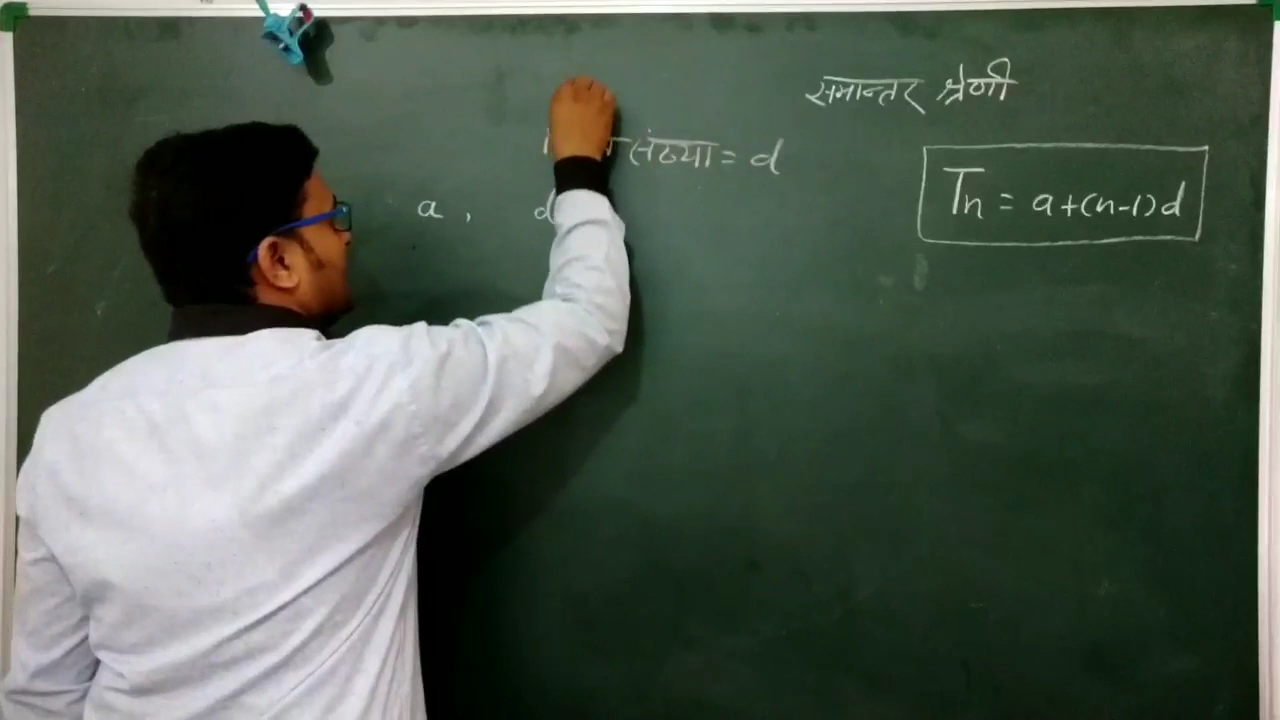 समान्तर श्रेणी
संख्या = d
a, d
Tn = a+(n-1)d